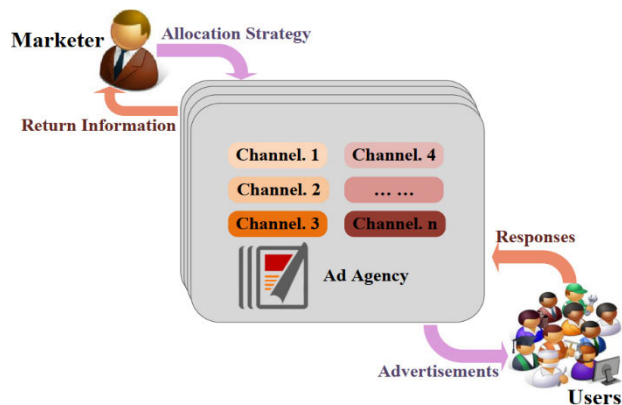 Marketer
Allocation Strategy
Return Information
Channel. 1
Channel. 4
Channel. 2
... ...
Channel. 3
Channel. n
Ad Agency
Responses
Advertisements
Users